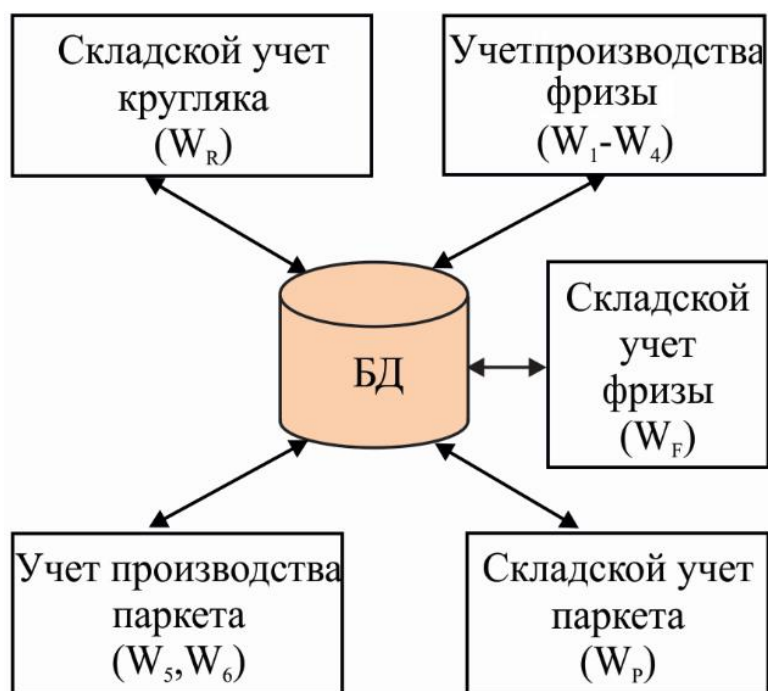 Складской учет
кругляка
(W_R)
Учетпроизводства
фризы
(W_1-W_4)
Складской
учет
фризы
(W_F)
БД
Учет производства
паркета
(W_5,W_6)
Складской учет
паркета
(W_P)